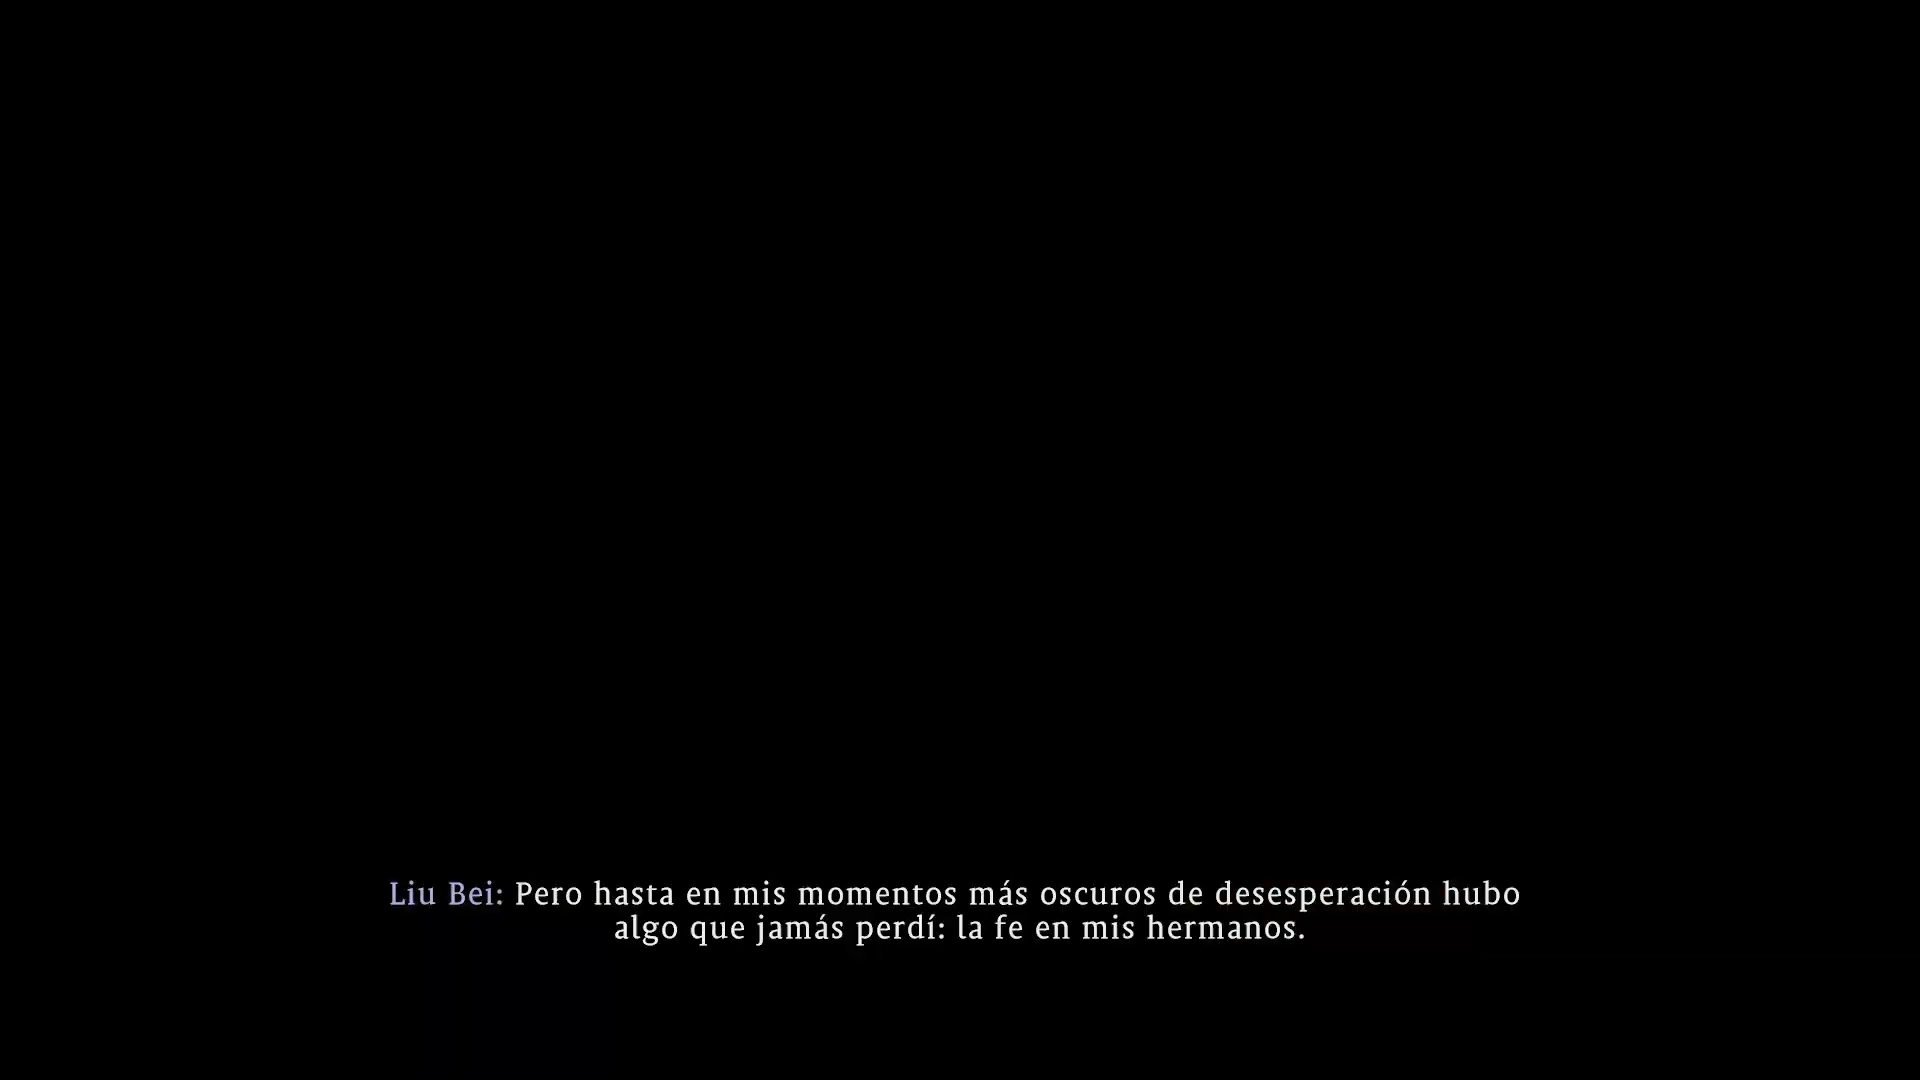 Liu Bei: Pero hasta en mis momentos más oscuros de desesperación hubo
algo que jamás perdí: la fe en mis hermanos.